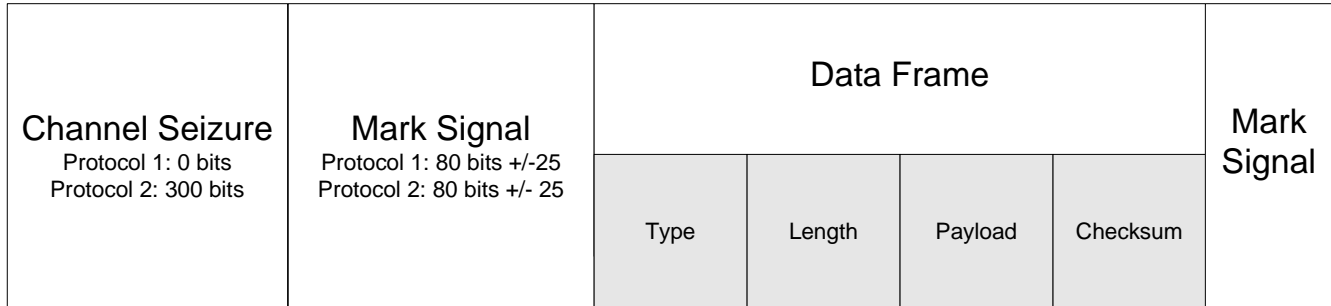 Channel Seizure
Protocol 1: 0 bits
Protocol 2: 300 bits
Mark Signal
Protocol 1: 80 bits +/-25
Protocol 2: 80 bits +/- 25
Data Frame
Type
Length
Payload
Checksum
Mark
Signal